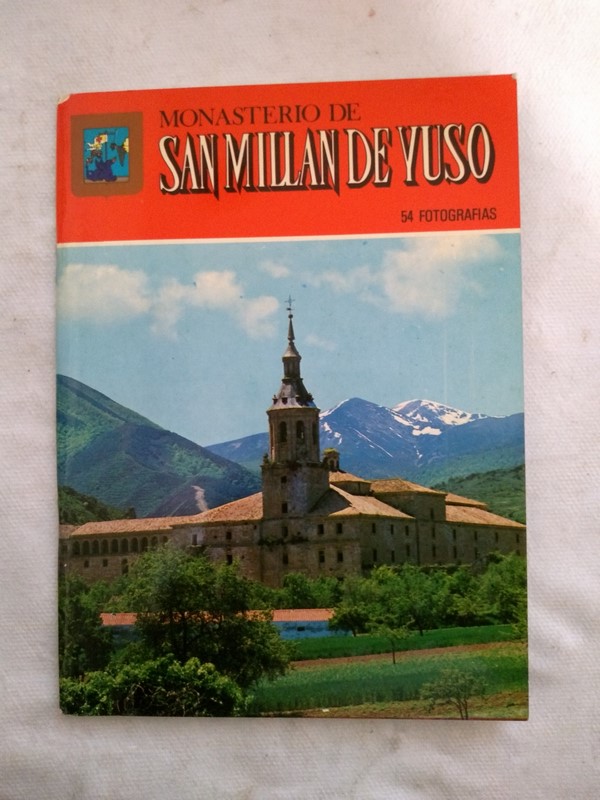 MONASTERIO DE
SAN MILLAN DE YUSO
54 FOTOGRAFIAS